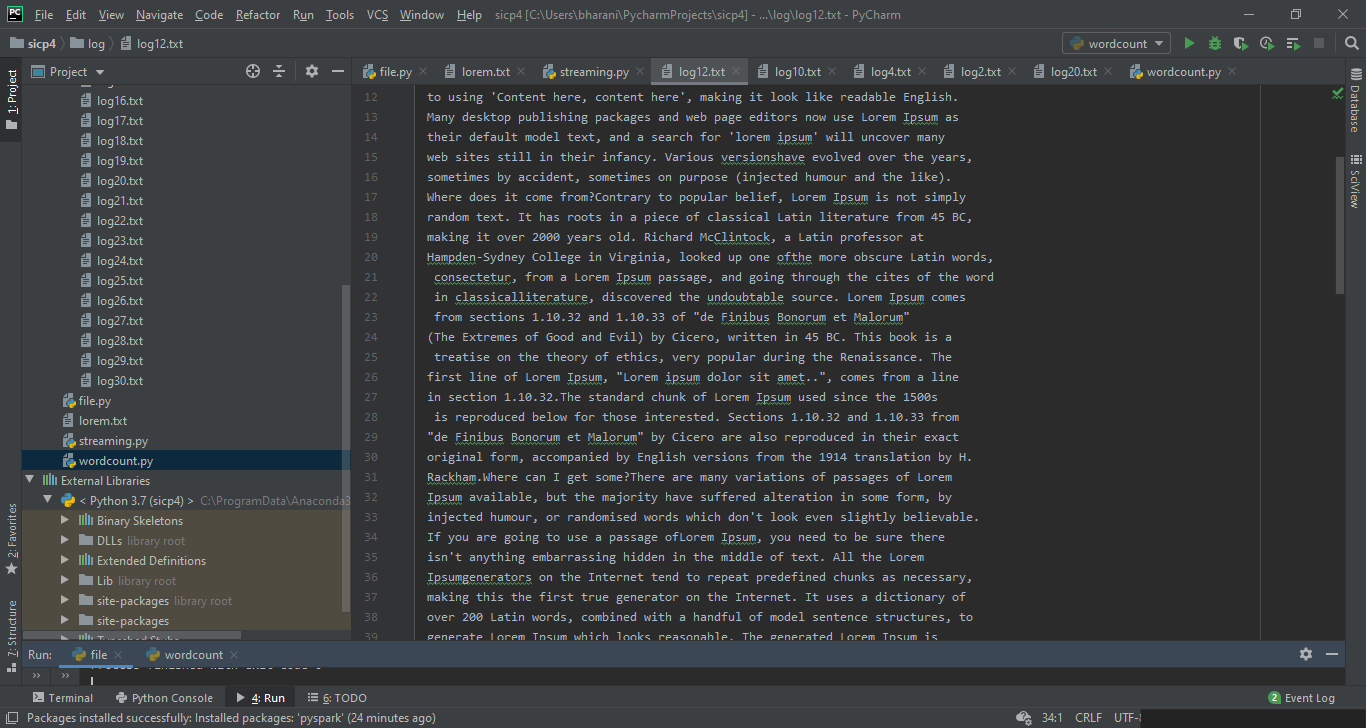 File Edit View Navigate Code Refactor Run Tools VCS Window Help sicp4 [C:\Users\bharani\PycharmProjects\sicp4] - ...\log\log12.txt - PyCharm
sicp4 log log12.txt wordcount
Project file.py lorem.txt streaming.py log12.txt log10.txt log4.txt log2.txt log20.txt wordcount.py
1: Project
log16.txt
log17.txt
log18.txt
log19.txt
log20.txt
log21.txt
log22.txt
log23.txt
log24.txt
log25.txt
log26.txt
log27.txt
log28.txt
log29.txt
log30.txt
file.py
lorem.txt
streaming.py
wordcount.py
External Libraries
< Python 3.7 (sicp4) > C:\ProgramData\Anaconda3
Binary Skeletons
DLLs library root
Extended Definitions
Lib library root
site-packages library root
site-packages
Typeshed Stubs
2: Favorites
7: Structure
12 to using 'Content here, content here', making it look like readable English.
13 Many desktop publishing packages and web page editors now use Lorem Ipsum as
14 their default model text, and a search for 'lorem ipsum' will uncover many
15 web sites still in their infancy. Various versionshave evolved over the years,
16 sometimes by accident, sometimes on purpose (injected humour and the like).
17 Where does it come from?Contrary to popular belief, Lorem Ipsum is not simply
18 random text. It has roots in a piece of classical Latin literature from 45 BC,
19 making it over 2000 years old. Richard McClintock, a Latin professor at
20 Hampden-Sydney College in Virginia, looked up one ofthe more obscure Latin words,
21 consectetur, from a Lorem Ipsum passage, and going through the cites of the word
22 in classicalliterature, discovered the undoubtable source. Lorem Ipsum comes
23 from sections 1.10.32 and 1.10.33 of "de Finibus Bonorum et Malorum"
24 (The Extremes of Good and Evil) by Cicero, written in 45 BC. This book is a
25 treatise on the theory of ethics, very popular during the Renaissance. The
26 first line of Lorem Ipsum, "Lorem ipsum dolor sit amet..", comes from a line
27 in section 1.10.32.The standard chunk of Lorem Ipsum used since the 1500s
28 is reproduced below for those interested. Sections 1.10.32 and 1.10.33 from
29 "de Finibus Bonorum et Malorum" by Cicero are also reproduced in their exact
30 original form, accompanied by English versions from the 1914 translation by H.
31 Rackham.Where can I get some?There are many variations of passages of Lorem
32 Ipsum available, but the majority have suffered alteration in some form, by
33 injected humour, or randomised words which don't look even slightly believable.
34 If you are going to use a passage ofLorem Ipsum, you need to be sure there
35 isn't anything embarrassing hidden in the middle of text. All the Lorem
36 Ipsumgenerators on the Internet tend to repeat predefined chunks as necessary,
37 making this the first true generator on the Internet. It uses a dictionary of
38 over 200 Latin words, combined with a handful of model sentence structures, to
39 generate Lorem Ipsum which looks reasonable. The generated Lorem Ipsum is
Database
SciView
Run: file wordcount
Process finished with exit code 0
Terminal Python Console 4: Run 6: TODO 2 Event Log
Packages installed successfully: Installed packages: 'pyspark' (24 minutes ago) 34:1 CRLF UTF-8